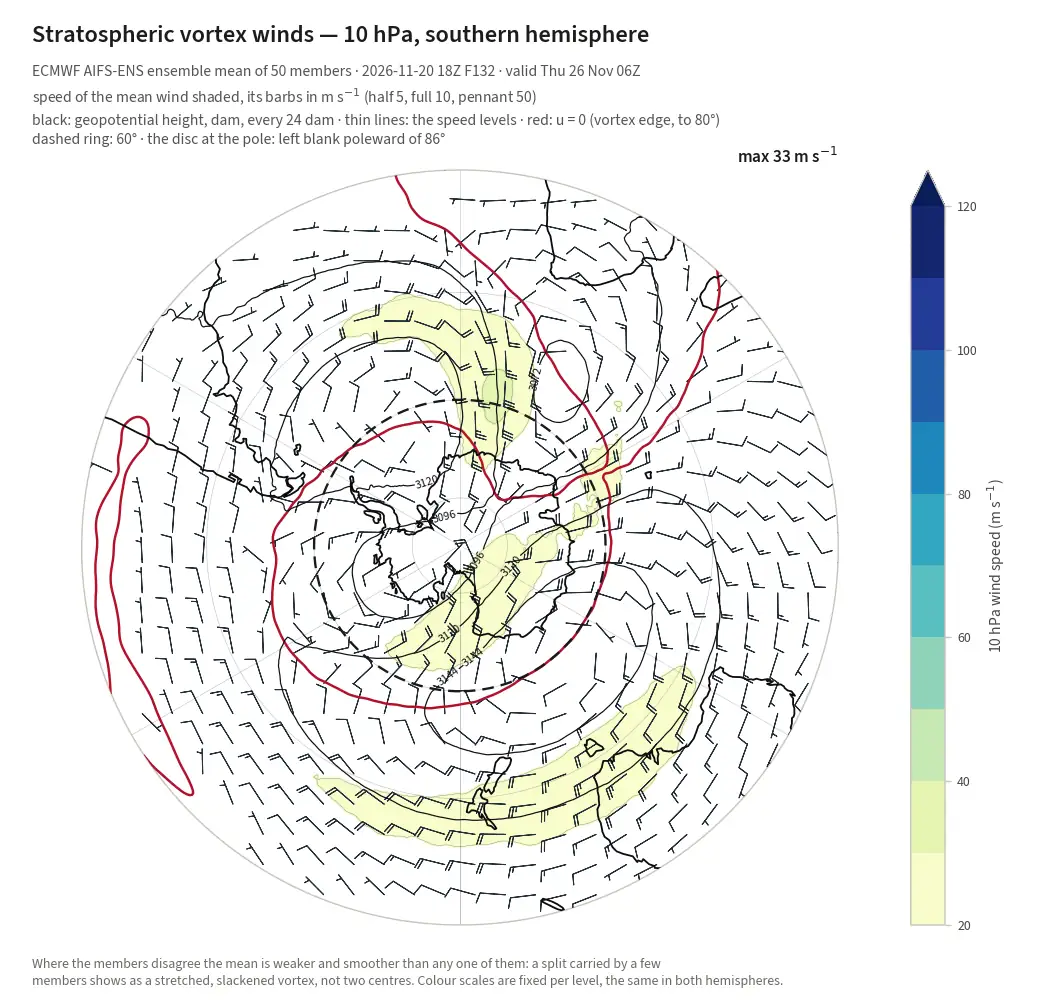 Stratospheric vortex winds — 10 hPa, southern hemisphere
ECMWF AIFS-ENS ensemble mean of 50 members · 2026-11-20 18Z F132 · valid Thu 26 Nov 06Z
speed of the mean wind shaded, its barbs in m s⁻¹ (half 5, full 10, pennant 50)
black: geopotential height, dam, every 24 dam · thin lines: the speed levels · red: u = 0 (vortex edge, to 80°)
dashed ring: 60° · the disc at the pole: left blank poleward of 86°
max 33 m s⁻¹
120
100
80
60
40
20
10 hPa wind speed (m s⁻¹)
3072
3120
3096
3096
3120
3120
3144
3144
Where the members disagree the mean is weaker and smoother than any one of them: a split carried by a few
members shows as a stretched, slackened vortex, not two centres. Colour scales are fixed per level, the same in both hemispheres.